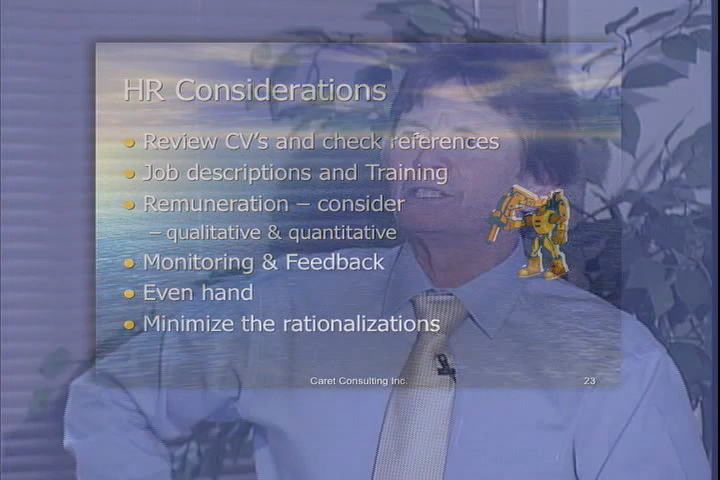 HR Considerations
Review CV's and check references
Job descriptions and Training
Remuneration – consider
– qualitative & quantitative
Monitoring & Feedback
Even hand
Minimize the rationalizations
Caret Consulting Inc.
23